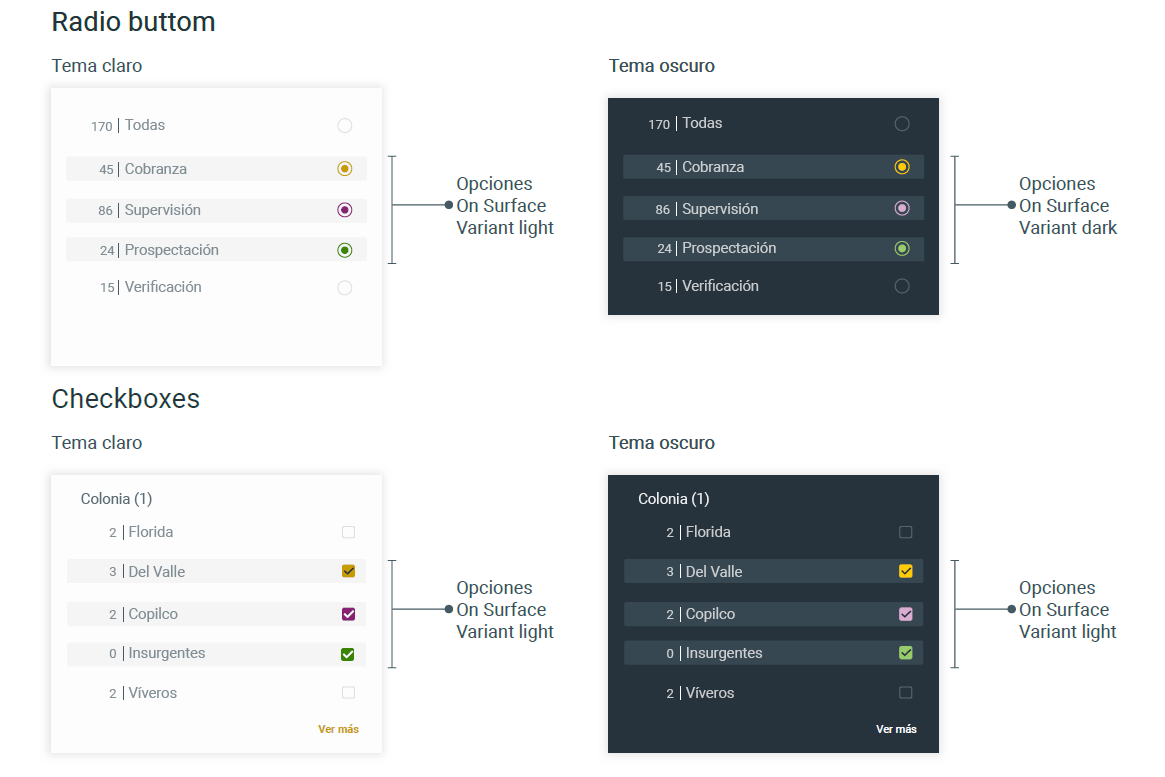 Radio buttom
Tema claro
170 | Todas
45 | Cobranza
86 | Supervisión
24 | Prospectación
15 | Verificación
Opciones
On Surface
Variant light
Tema oscuro
170 | Todas
45 | Cobranza
86 | Supervisión
24 | Prospectación
15 | Verificación
Opciones
On Surface
Variant dark
Checkboxes
Tema claro
Colonia (1)
2 | Florida
3 | Del Valle
2 | Copilco
0 | Insurgentes
2 | Víveros
Ver más
Opciones
On Surface
Variant light
Tema oscuro
Colonia (1)
2 | Florida
3 | Del Valle
2 | Copilco
0 | Insurgentes
2 | Víveros
Ver más
Opciones
On Surface
Variant light